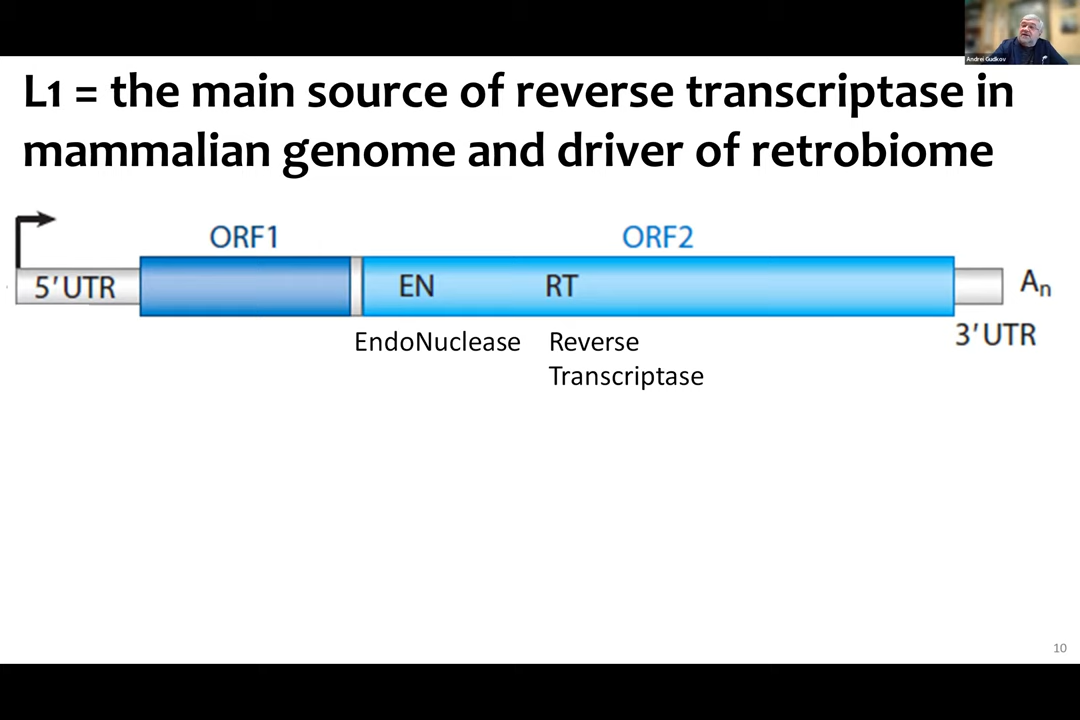 Andrei Gudkov
L1 = the main source of reverse transcriptase in
mammalian genome and driver of retrobiome
ORF1
ORF2
5'UTR
EN
RT
An
3'UTR
EndoNuclease
Reverse
Transcriptase
10